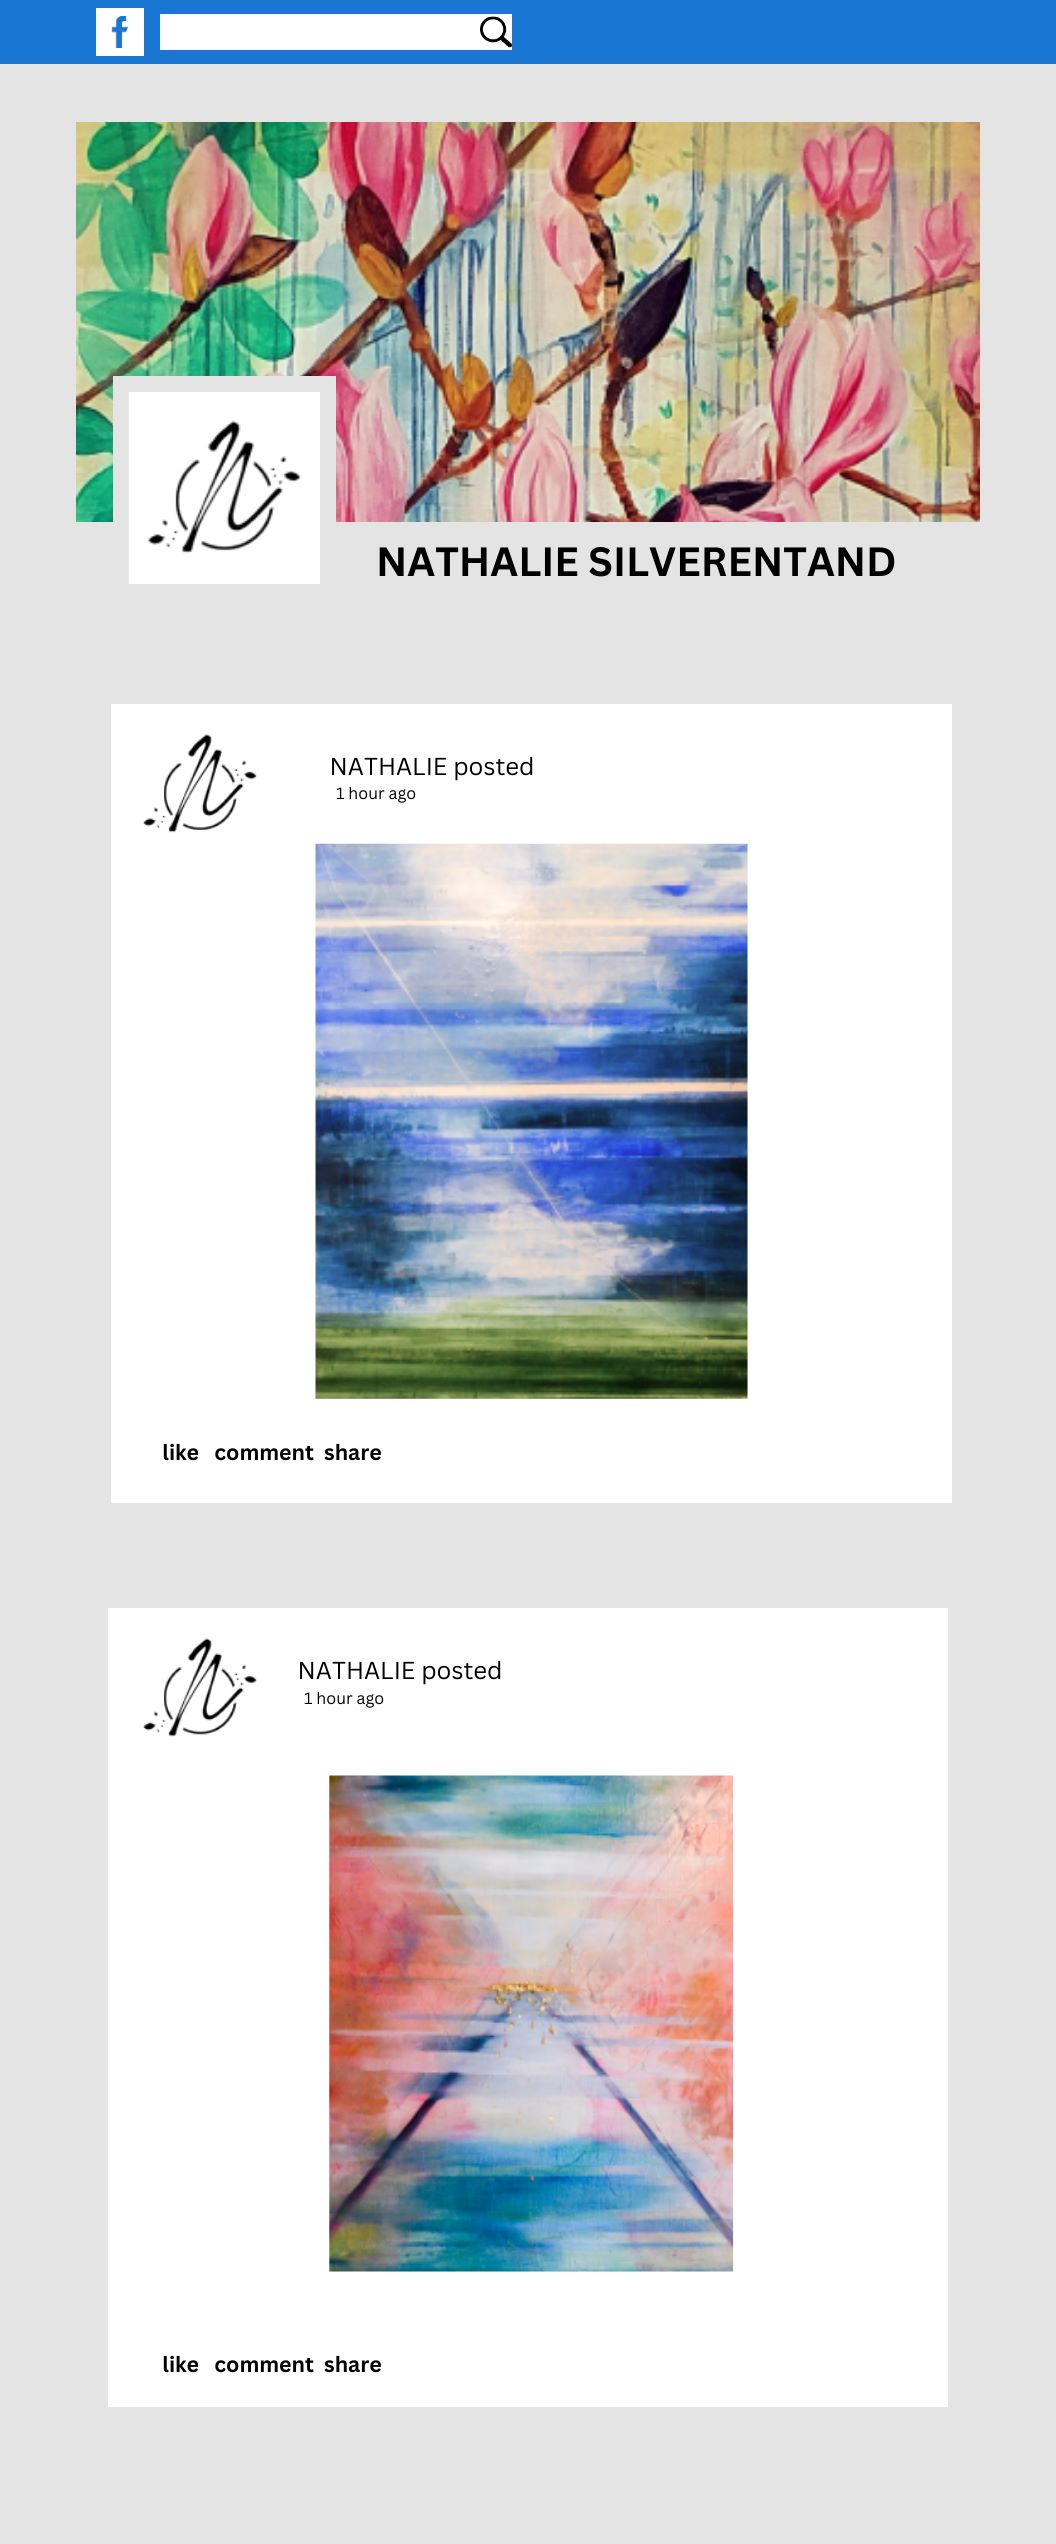 NATHALIE SILVERENTAND
NATHALIE posted
1 hour ago
like comment share
NATHALIE posted
1 hour ago
like comment share